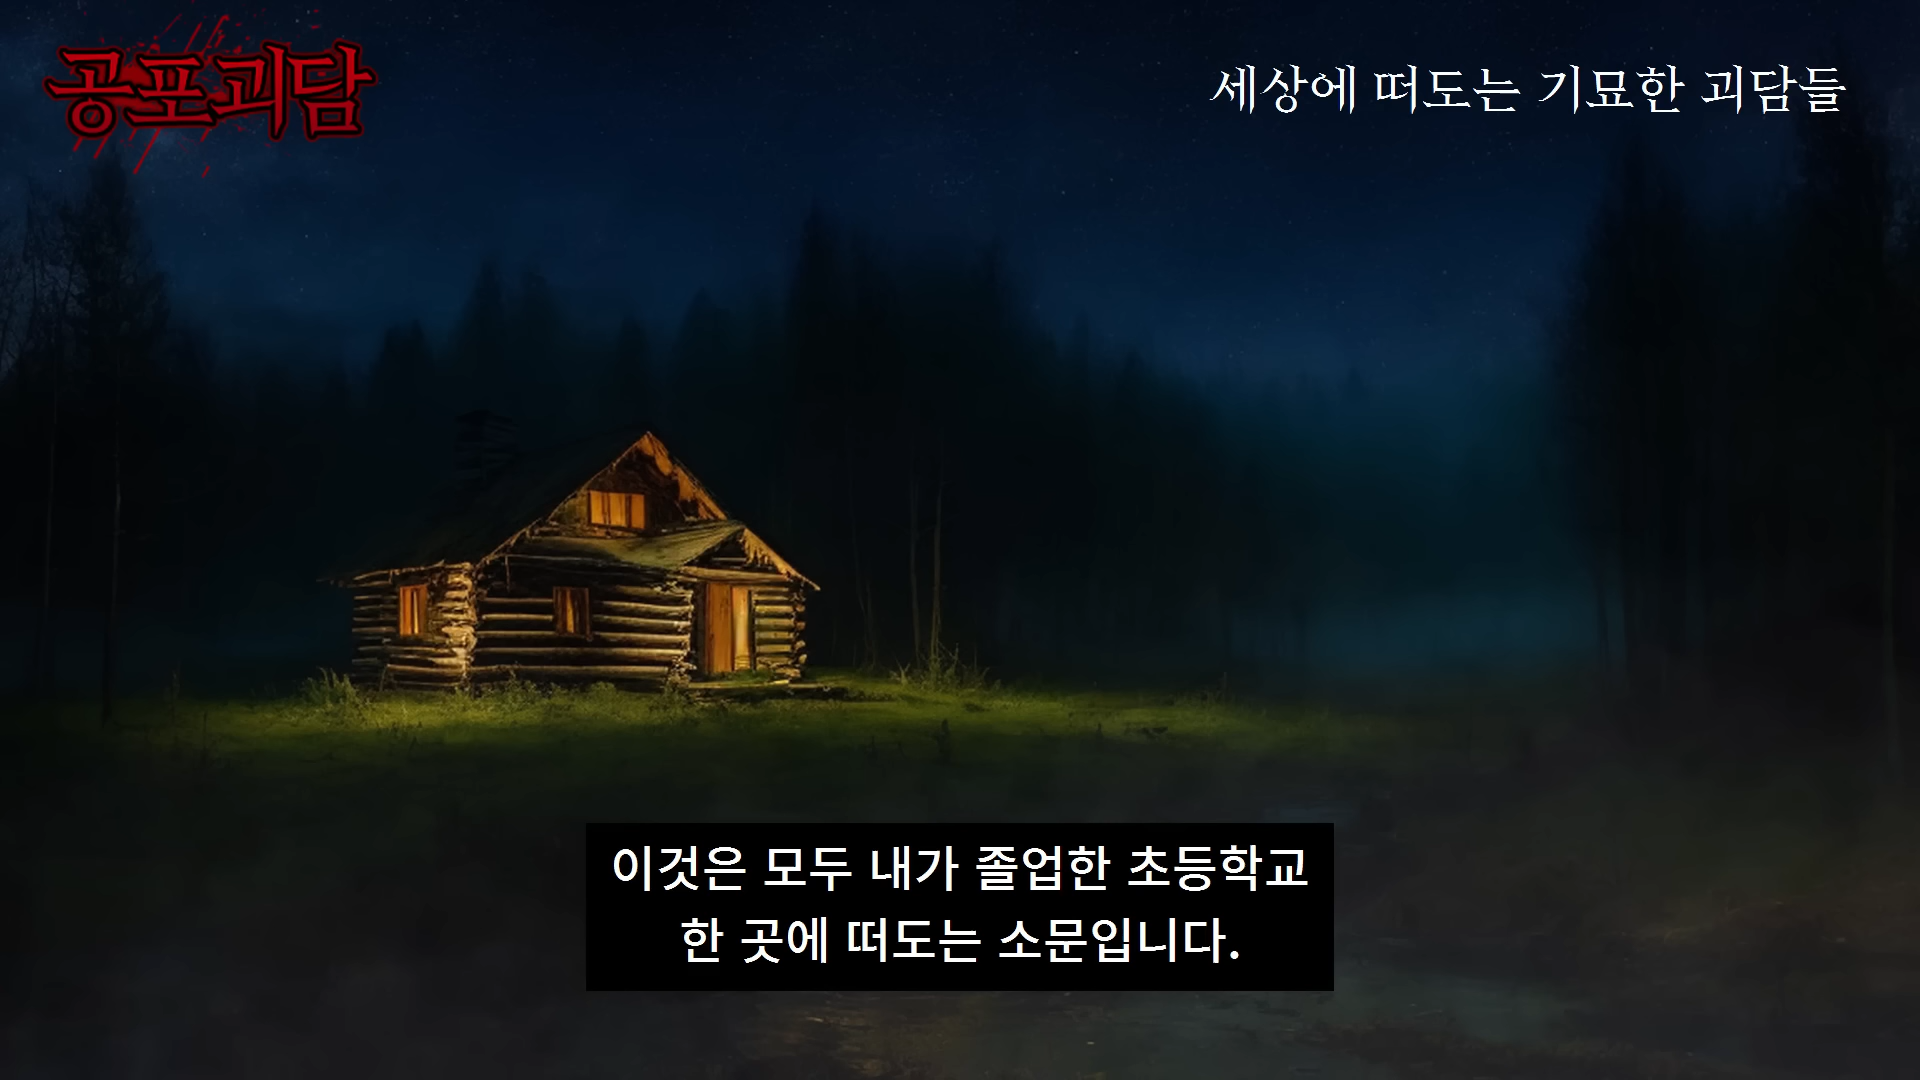 공포괴담
세상에 떠도는 기묘한 괴담들
이것은 모두 내가 졸업한 초등학교
한 곳에 떠도는 소문입니다.